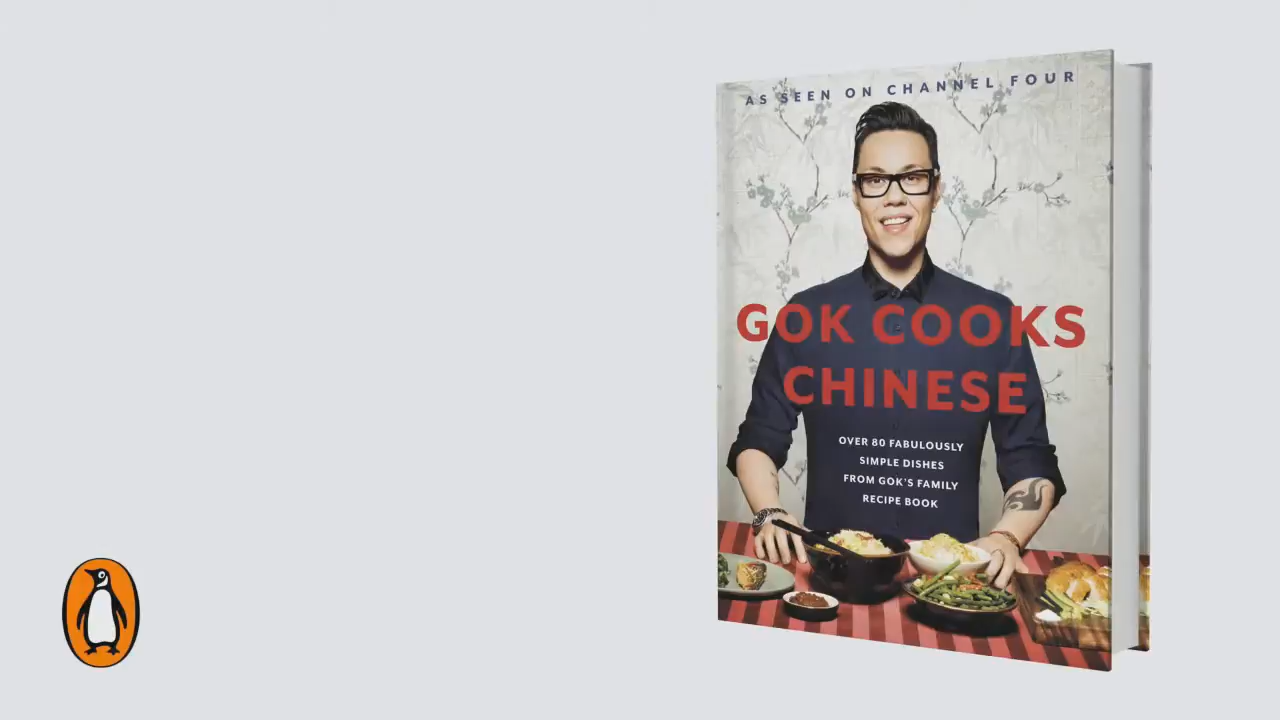 AS SEEN ON CHANNEL FOUR
GOK COOKS
CHINESE
OVER 80 FABULOUSLY
SIMPLE DISHES
FROM GOK'S FAMILY
RECIPE BOOK